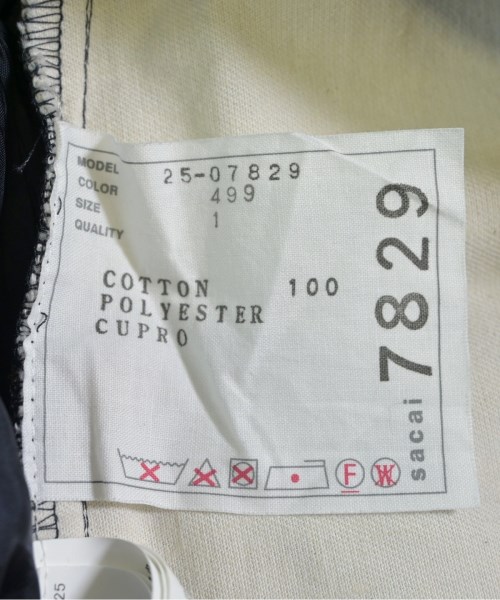 MODEL 25-07829
COLOR 499
SIZE 1
QUALITY
COTTON 100
POLYESTER
CUPRO
7829
sacai
F
W
25